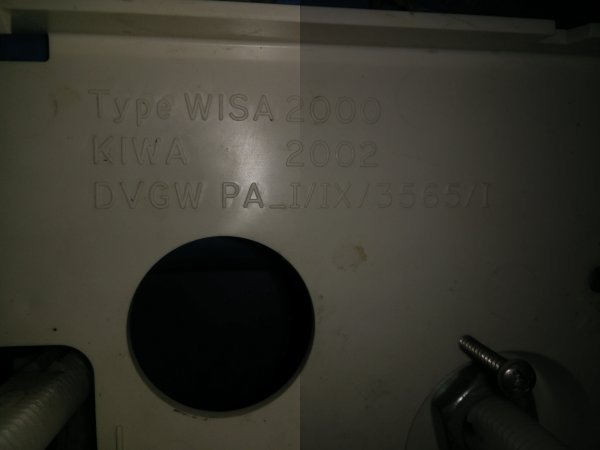 Type WISA 2000
KIWA 2002
DVGW PA_I/IX/3565/I